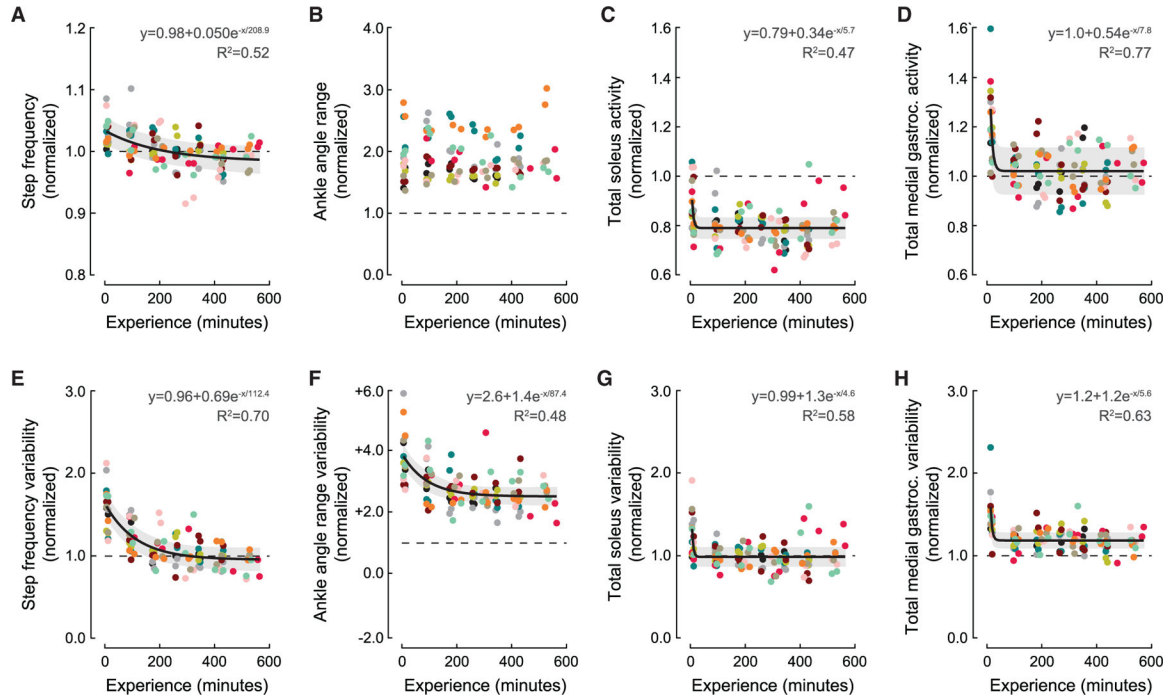 A
Step frequency
(normalized)
1.2
1.1
1.0
0.9
0.8
y=0.98+0.050e^-x/208.9
R²=0.52
0
200
400
600
Experience (minutes)
B
Ankle angle range
(normalized)
4.0
3.0
2.0
1.0
0.0
0
200
400
600
Experience (minutes)
C
Total soleus activity
(normalized)
1.6
1.4
1.2
1.0
0.8
0.6
y=0.79+0.34e^-x/5.7
R²=0.47
0
200
400
600
Experience (minutes)
D
Total medial gastroc. activity
(normalized)
1.6
1.4
1.2
1.0
0.8
0.6
y=1.0+0.54e^-x/7.8
R²=0.77
0
200
400
600
Experience (minutes)
E
Step frequency variability
(normalized)
3.0
2.0
1.0
0.0
y=0.96+0.69e^-x/112.4
R²=0.70
0
200
400
600
Experience (minutes)
F
Ankle angle range variability
(normalized)
+6.0
+4.0
+2.0
0.0
-2.0
y=2.6+1.4e^-x/87.4
R²=0.48
0
200
400
600
Experience (minutes)
G
Total soleus variability
(normalized)
3.0
2.0
1.0
0.0
y=0.99+1.3e^-x/4.6
R²=0.58
0
200
400
600
Experience (minutes)
H
Total medial gastroc. variability
(normalized)
3.0
2.0
1.0
0.0
y=1.2+1.2e^-x/5.6
R²=0.63
0
200
400
600
Experience (minutes)